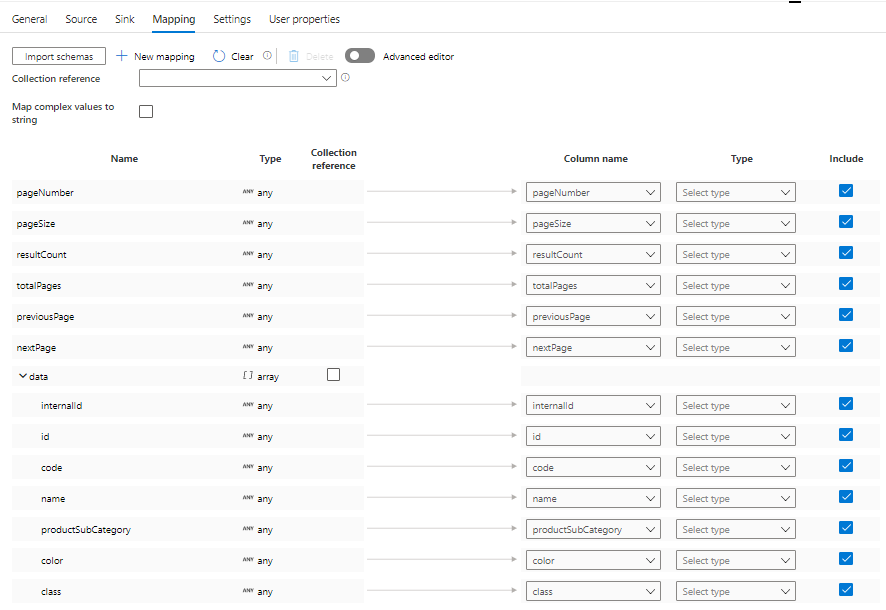 General Source Sink Mapping Settings User properties
Import schemas + New mapping Clear Delete Advanced editor
Collection reference
Map complex values to
string
Name Type Collection
reference Column name Type Include
pageNumber ANY any pageNumber Select type
pageSize ANY any pageSize Select type
resultCount ANY any resultCount Select type
totalPages ANY any totalPages Select type
previousPage ANY any previousPage Select type
nextPage ANY any nextPage Select type
data [] array
internalId ANY any internalId Select type
id ANY any id Select type
code ANY any code Select type
name ANY any name Select type
productSubCategory ANY any productSubCategory Select type
color ANY any color Select type
class ANY any class Select type